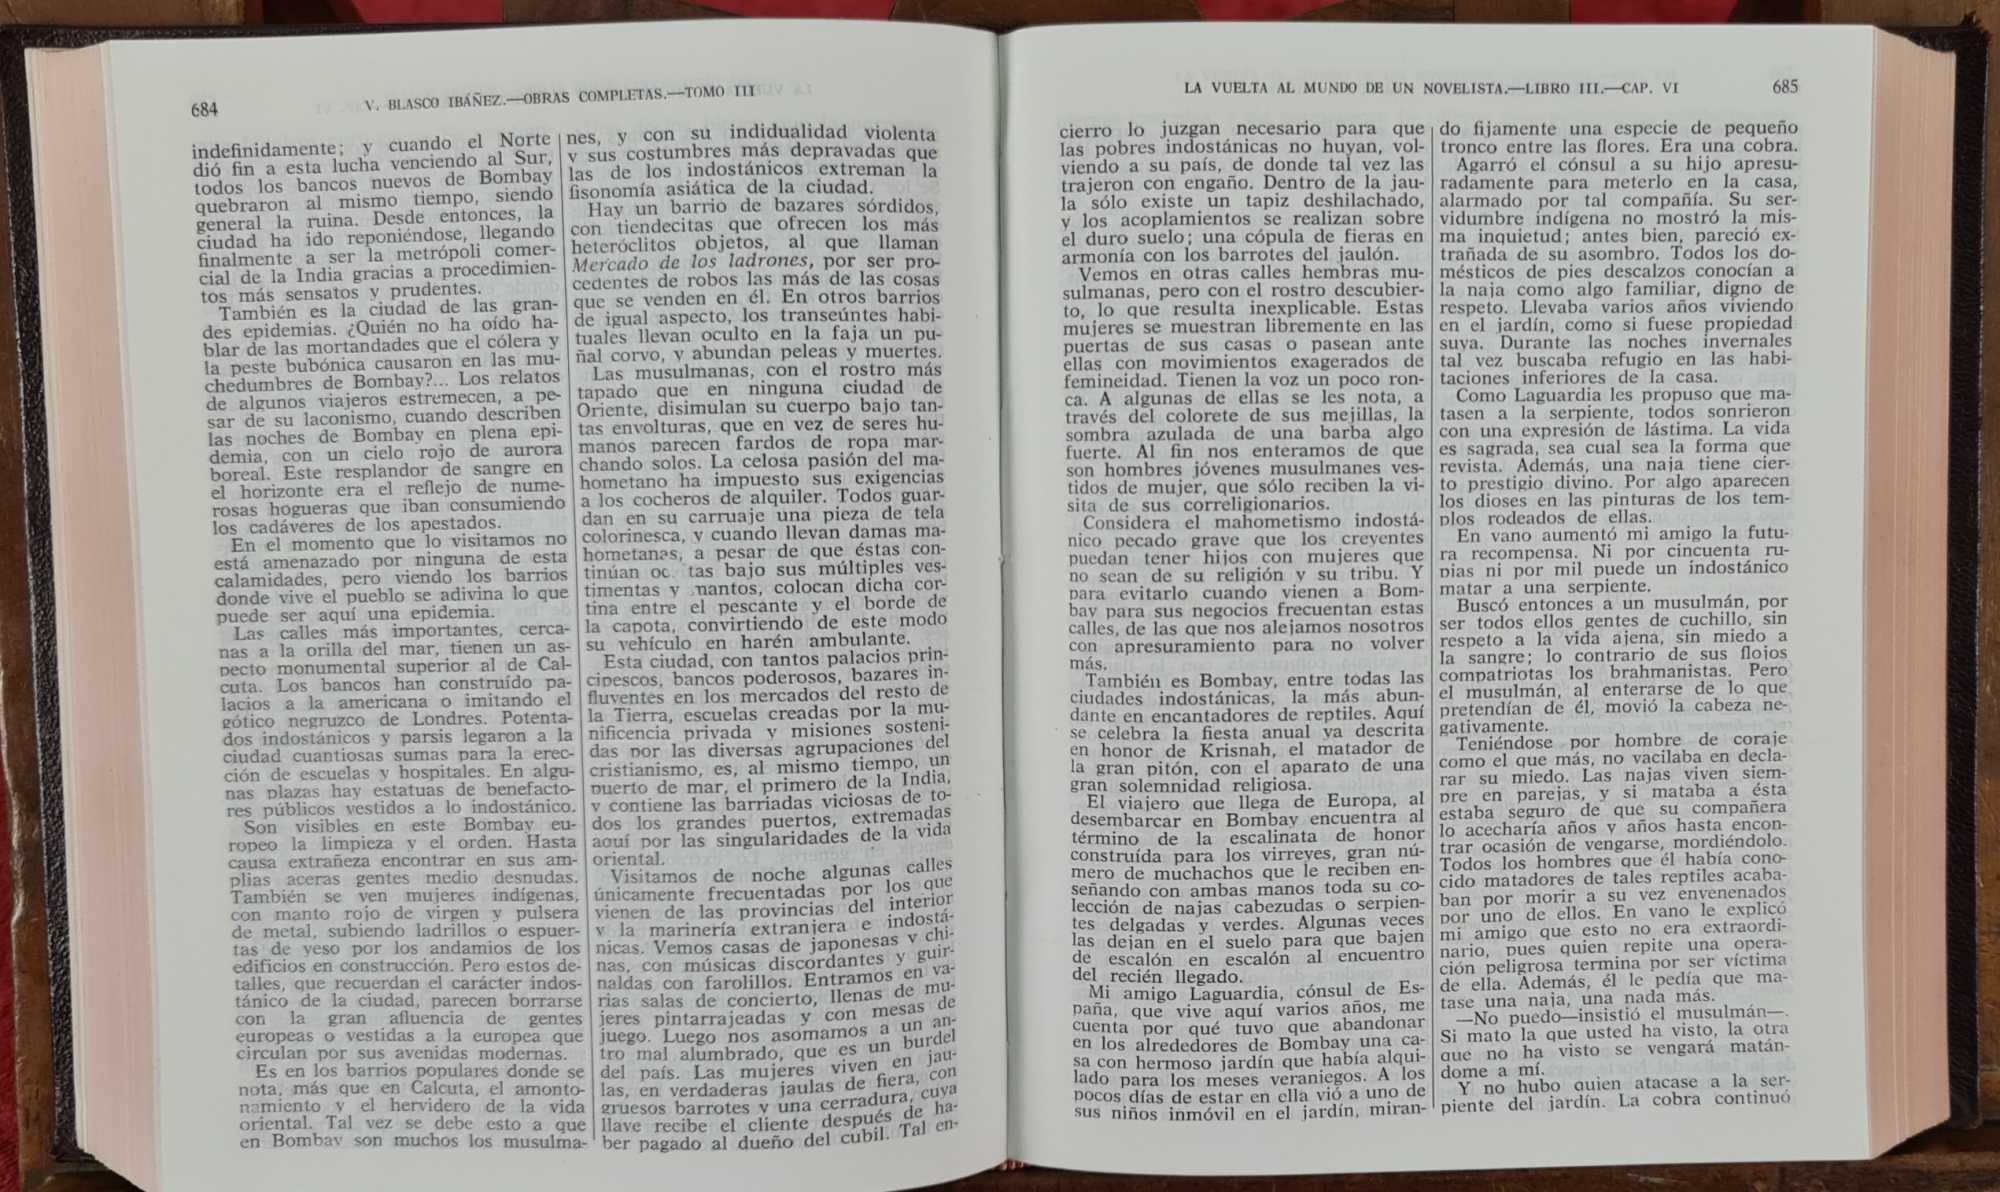 684
V. BLASCO IBÁÑEZ.—OBRAS COMPLETAS.—TOMO III
indefinidamente; y cuando el Norte
dió fin a esta lucha venciendo al Sur,
todos los bancos nuevos de Bombay
quebraron al mismo tiempo, siendo
general la ruina. Desde entonces, la
ciudad ha ido reponiéndose, llegando
finalmente a ser la metrópoli comer-
cial de la India gracias a procedimien-
tos más sensatos y prudentes.
También es la ciudad de las gran-
des epidemias. ¿Quién no ha oído ha-
blar de las mortandades que el cólera y
la peste bubónica causaron en las mu-
chedumbres de Bombay?... Los relatos
de algunos viajeros estremecen, a pe-
sar de su laconismo, cuando describen
las noches de Bombay en plena epi-
demia, con un cielo rojo de aurora
boreal. Este resplandor de sangre en
el horizonte era el reflejo de nume-
rosas hogueras que iban consumiendo
los cadáveres de los apestados.
En el momento que lo visitamos no
está amenazado por ninguna de esta
calamidades, pero viendo los barrios
donde vive el pueblo se adivina lo que
puede ser aquí una epidemia.
Las calles más importantes, cerca-
nas a la orilla del mar, tienen un as-
pecto monumental superior al de Cal-
cuta. Los bancos han construído pa-
lacios a la americana o imitando el
gótico negruzco de Londres. Potenta-
dos indostánicos y parsis legaron a la
ciudad cuantiosas sumas para la erec-
ción de escuelas y hospitales. En algu-
nas plazas hay estatuas de benefacto-
res públicos vestidos a lo indostánico.
Son visibles en este Bombay eu-
ropeo la limpieza y el orden. Hasta
causa extrañeza encontrar en sus am-
plias aceras gentes medio desnudas.
También se ven mujeres indígenas,
con manto rojo de virgen y pulsera
de metal, subiendo ladrillos o espuer-
tas de yeso por los andamios de los
edificios en construcción. Pero estos de-
talles, que recuerdan el carácter indos-
tánico de la ciudad, parecen borrarse
con la gran afluencia de gentes
europeas o vestidas a la europea que
circulan por sus avenidas modernas.
Es en los barrios populares donde se
nota, más que en Calcuta, el amonto-
namiento y el hervidero de la vida
oriental. Tal vez se debe esto a que
en Bombay son muchos los musulma-
nes, y con su indidualidad violenta
y sus costumbres más depravadas que
las de los indostánicos extreman la
fisonomía asiática de la ciudad.
Hay un barrio de bazares sórdidos,
con tiendecitas que ofrecen los más
heteróclitos objetos, al que llaman
Mercado de los ladrones, por ser pro-
cedentes de robos las más de las cosas
que se venden en él. En otros barrios
de igual aspecto, los transeúntes habi-
tuales llevan oculto en la faja un pu-
ñal corvo, y abundan peleas y muertes.
Las musulmanas, con el rostro más
tapado que en ninguna ciudad de
Oriente, disimulan su cuerpo bajo tan-
tas envolturas, que en vez de seres hu-
manos parecen fardos de ropa mar-
chando solos. La celosa pasión del ma-
hometano ha impuesto sus exigencias
a los cocheros de alquiler. Todos guar-
dan en su carruaje una pieza de tela
colorinesca, y cuando llevan damas ma-
hometanas, a pesar de que éstas con-
tinúan oc tas bajo sus múltiples ves-
timentas y mantos, colocan dicha cor-
tina entre el pescante y el borde de
la capota, convirtiendo de este modo
su vehículo en harén ambulante.
Esta ciudad, con tantos palacios prin-
cipescos, bancos poderosos, bazares in-
fluyentes en los mercados del resto de
la Tierra, escuelas creadas por la mu-
nificencia privada y misiones sosteni-
das por las diversas agrupaciones del
cristianismo, es, al mismo tiempo, un
puerto de mar, el primero de la India,
y contiene las barriadas viciosas de to-
dos los grandes puertos, extremadas
aquí por las singularidades de la vida
oriental.
Visitamos de noche algunas calles
únicamente frecuentadas por los que
vienen de las provincias del interior
y la marinería extranjera e indostá-
nicas. Vemos casas de japonesas y chi-
nas, con músicas discordantes y guir-
naldas con farolillos. Entramos en va-
rias salas de concierto, llenas de mu-
jeres pintarrajeadas y con mesas de
juego. Luego nos asomamos a un an-
tro mal alumbrado, que es un burdel
del país. Las mujeres viven en jau-
las, en verdaderas jaulas de fiera, con
gruesos barrotes y una cerradura, cuya
llave recibe el cliente después de ha-
ber pagado al dueño del cubil. Tal en-
LA VUELTA AL MUNDO DE UN NOVELISTA.—LIBRO III.—CAP. VI
685
cierro lo juzgan necesario para que
las pobres indostánicas no huyan, vol-
viendo a su país, de donde tal vez las
trajeron con engaño. Dentro de la jau-
la sólo existe un tapiz deshilachado,
y los acoplamientos se realizan sobre
el duro suelo; una cópula de fieras en
armonía con los barrotes del jaulón.
Vemos en otras calles hembras mu-
sulmanas, pero con el rostro descubier-
to, lo que resulta inexplicable. Estas
mujeres se muestran libremente en las
puertas de sus casas o pasean ante
ellas con movimientos exagerados de
femineidad. Tienen la voz un poco ron-
ca. A algunas de ellas se les nota, a
través del colorete de sus mejillas, la
sombra azulada de una barba algo
fuerte. Al fin nos enteramos de que
son hombres jóvenes musulmanes ves-
tidos de mujer, que sólo reciben la vi-
sita de sus correligionarios.
Considera el mahometismo indostá-
nico pecado grave que los creyentes
puedan tener hijos con mujeres que
no sean de su religión y su tribu. Y
para evitarlo cuando vienen a Bom-
bay para sus negocios frecuentan estas
calles, de las que nos alejamos nosotros
con apresuramiento para no volver
más.
También es Bombay, entre todas las
ciudades indostánicas, la más abun-
dante en encantadores de reptiles. Aquí
se celebra la fiesta anual ya descrita
en honor de Krisnah, el matador de
la gran pitón, con el aparato de una
gran solemnidad religiosa.
El viajero que llega de Europa, al
desembarcar en Bombay encuentra al
término de la escalinata de honor
construída para los virreyes, gran nú-
mero de muchachos que le reciben en-
señando con ambas manos toda su co-
lección de najas cabezudas o serpien-
tes delgadas y verdes. Algunas veces
las dejan en el suelo para que bajen
de escalón en escalón al encuentro
del recién llegado.
Mi amigo Laguardia, cónsul de Es-
paña, que vive aquí varios años, me
cuenta por qué tuvo que abandonar
en los alrededores de Bombay una ca-
sa con hermoso jardín que había alqui-
lado para los meses veraniegos. A los
pocos días de estar en ella vió a uno de
sus niños inmóvil en el jardín, miran-
do fijamente una especie de pequeño
tronco entre las flores. Era una cobra.
Agarró el cónsul a su hijo apresu-
radamente para meterlo en la casa,
alarmado por tal compañía. Su ser-
vidumbre indígena no mostró la mis-
ma inquietud; antes bien, pareció ex-
trañada de su asombro. Todos los do-
mésticos de pies descalzos conocían a
la naja como algo familiar, digno de
respeto. Llevaba varios años viviendo
en el jardín, como si fuese propiedad
suya. Durante las noches invernales
tal vez buscaba refugio en las habi-
taciones inferiores de la casa.
Como Laguardia les propuso que ma-
tasen a la serpiente, todos sonrieron
con una expresión de lástima. La vida
es sagrada, sea cual sea la forma que
revista. Además, una naja tiene cier-
to prestigio divino. Por algo aparecen
los dioses en las pinturas de los tem-
plos rodeados de ellas.
En vano aumentó mi amigo la futu-
ra recompensa. Ni por cincuenta ru-
pias ni por mil puede un indostánico
matar a una serpiente.
Buscó entonces a un musulmán, por
ser todos ellos gentes de cuchillo, sin
respeto a la vida ajena, sin miedo a
la sangre; lo contrario de sus flojos
compatriotas los brahmanistas. Pero
el musulmán, al enterarse de lo que
pretendían de él, movió la cabeza ne-
gativamente.
Teniéndose por hombre de coraje
como el que más, no vacilaba en decla-
rar su miedo. Las najas viven siem-
pre en parejas, y si mataba a ésta
estaba seguro de que su compañera
lo acecharía años y años hasta encon-
trar ocasión de vengarse, mordiéndolo.
Todos los hombres que él había cono-
cido matadores de tales reptiles acaba-
ban por morir a su vez envenenados
por uno de ellos. En vano le explicó
mi amigo que esto no era extraordi-
nario, pues quien repite una opera-
ción peligrosa termina por ser víctima
de ella. Además, él le pedía que ma-
tase una naja, una nada más.
—No puedo—insistió el musulmán—.
Si mato la que usted ha visto, la otra
que no ha visto se vengará matán-
dome a mí.
Y no hubo quien atacase a la ser-
piente del jardín. La cobra continuó